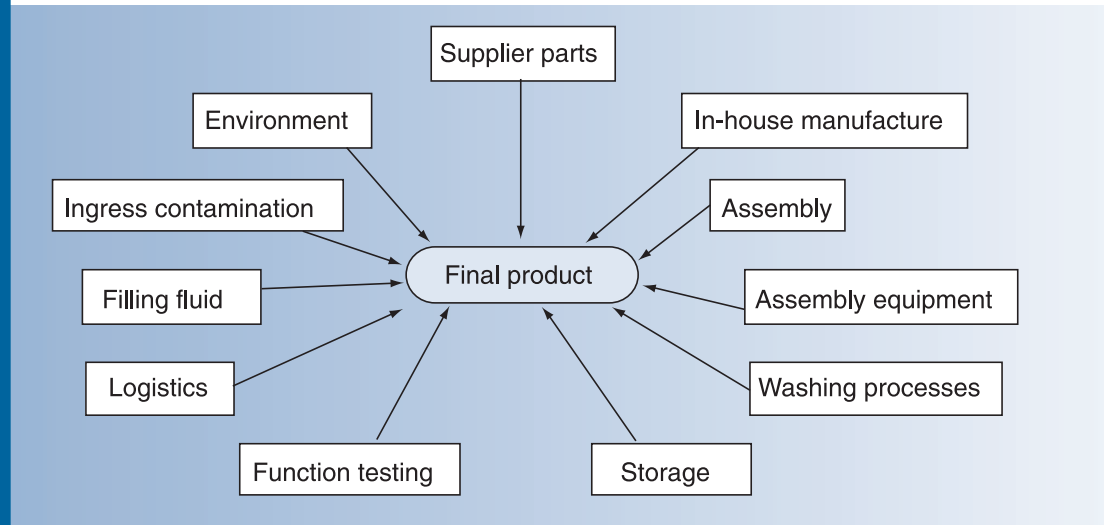 Supplier parts
Environment
In-house manufacture
Ingress contamination
Assembly
Final product
Filling fluid
Assembly equipment
Logistics
Washing processes
Function testing
Storage